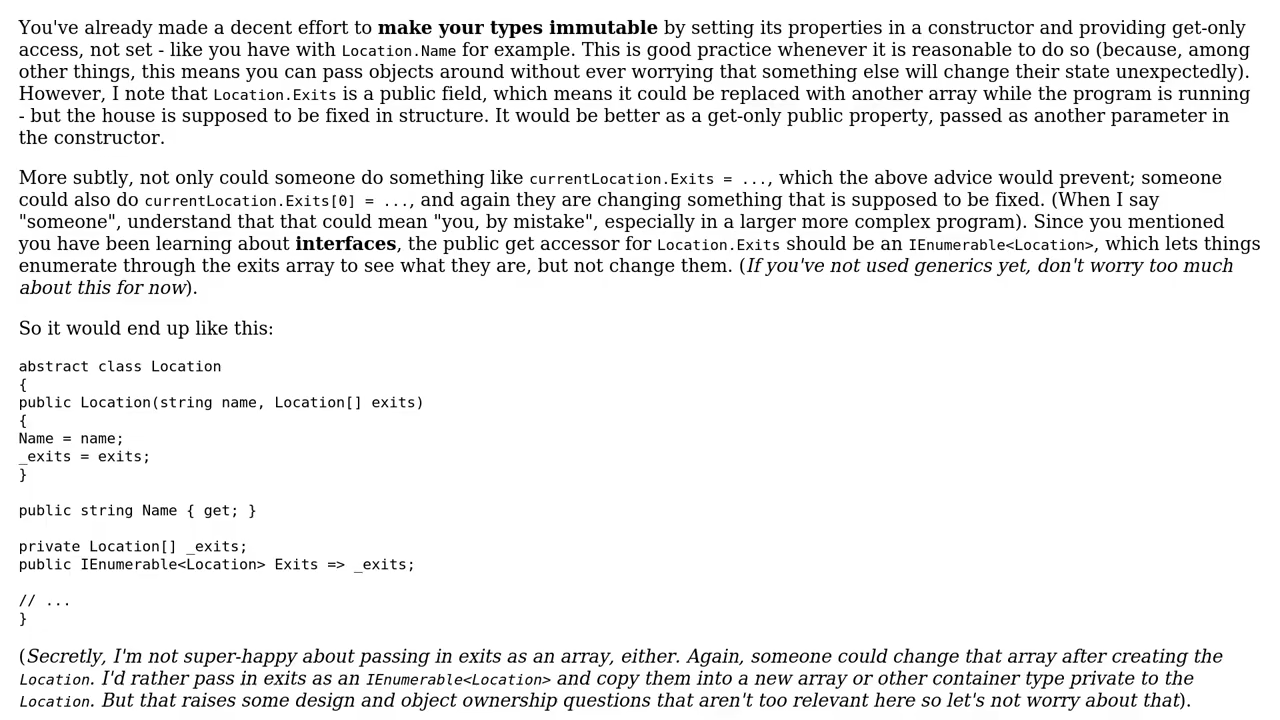 You've already made a decent effort to make your types immutable by setting its properties in a constructor and providing get-only
access, not set - like you have with Location.Name for example. This is good practice whenever it is reasonable to do so (because, among
other things, this means you can pass objects around without ever worrying that something else will change their state unexpectedly).
However, I note that Location.Exits is a public field, which means it could be replaced with another array while the program is running
- but the house is supposed to be fixed in structure. It would be better as a get-only public property, passed as another parameter in
the constructor.
More subtly, not only could someone do something like currentLocation.Exits = ..., which the above advice would prevent; someone
could also do currentLocation.Exits[0] = ..., and again they are changing something that is supposed to be fixed. (When I say
"someone", understand that that could mean "you, by mistake", especially in a larger more complex program). Since you mentioned
you have been learning about interfaces, the public get accessor for Location.Exits should be an IEnumerable<Location>, which lets things
enumerate through the exits array to see what they are, but not change them. (If you've not used generics yet, don't worry too much
about this for now).
So it would end up like this:
abstract class Location
{
public Location(string name, Location[] exits)
{
Name = name;
_exits = exits;
}
public string Name { get; }
private Location[] _exits;
public IEnumerable<Location> Exits => _exits;
// ...
}
(Secretly, I'm not super-happy about passing in exits as an array, either. Again, someone could change that array after creating the
Location. I'd rather pass in exits as an IEnumerable<Location> and copy them into a new array or other container type private to the
Location. But that raises some design and object ownership questions that aren't too relevant here so let's not worry about that).